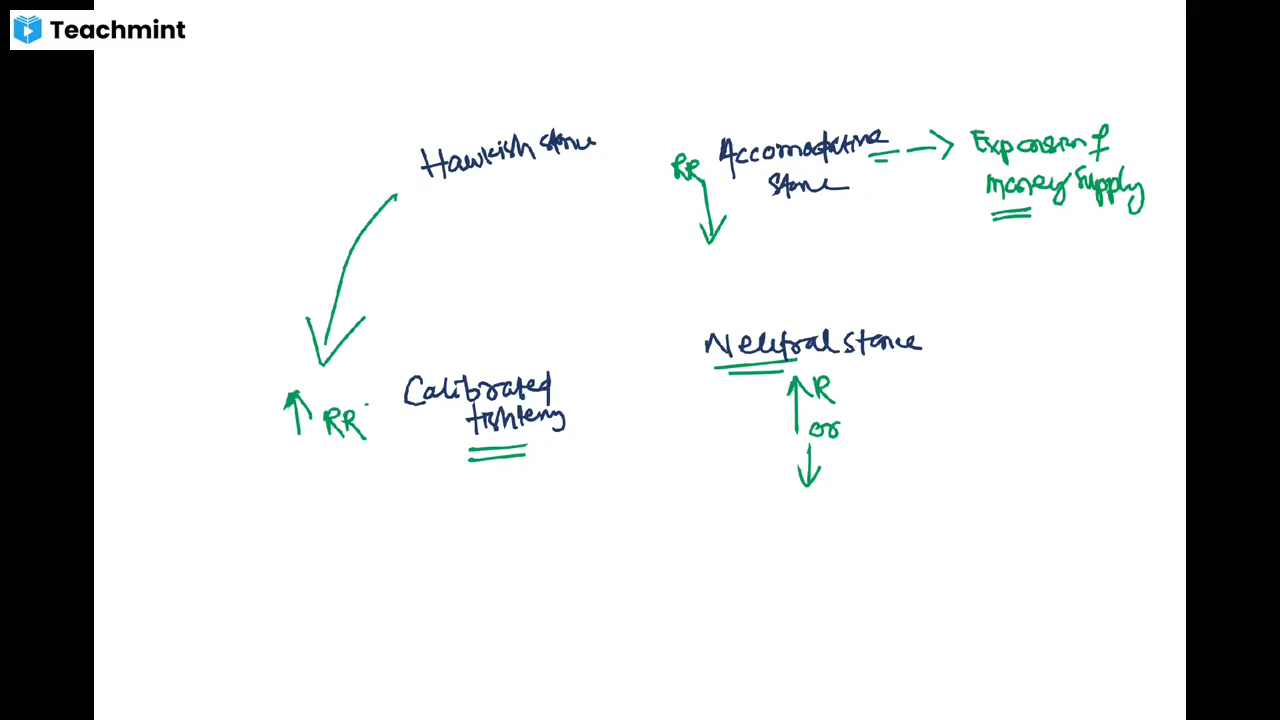 Teachmint
Hawkish stance
RR
Accomodative
stance
Expansion of
money supply
Neutral stance
↑ R
or
↓
Calibrated
tightening
↑ RR